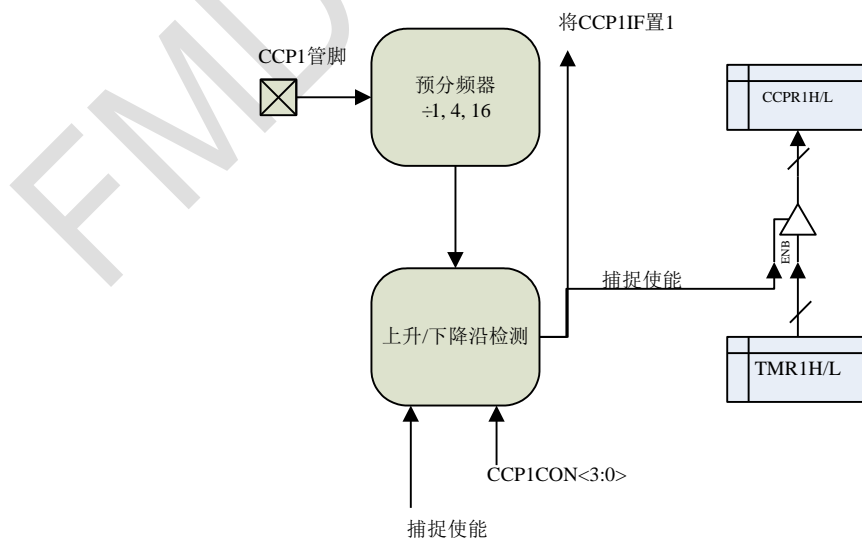 将CCP1IF置1
CCP1管脚
预分频器
÷1, 4, 16
CCPR1H/L
ENB
捕捉使能
上升/下降沿检测
TMR1H/L
CCP1CON<3:0>
捕捉使能
FMD